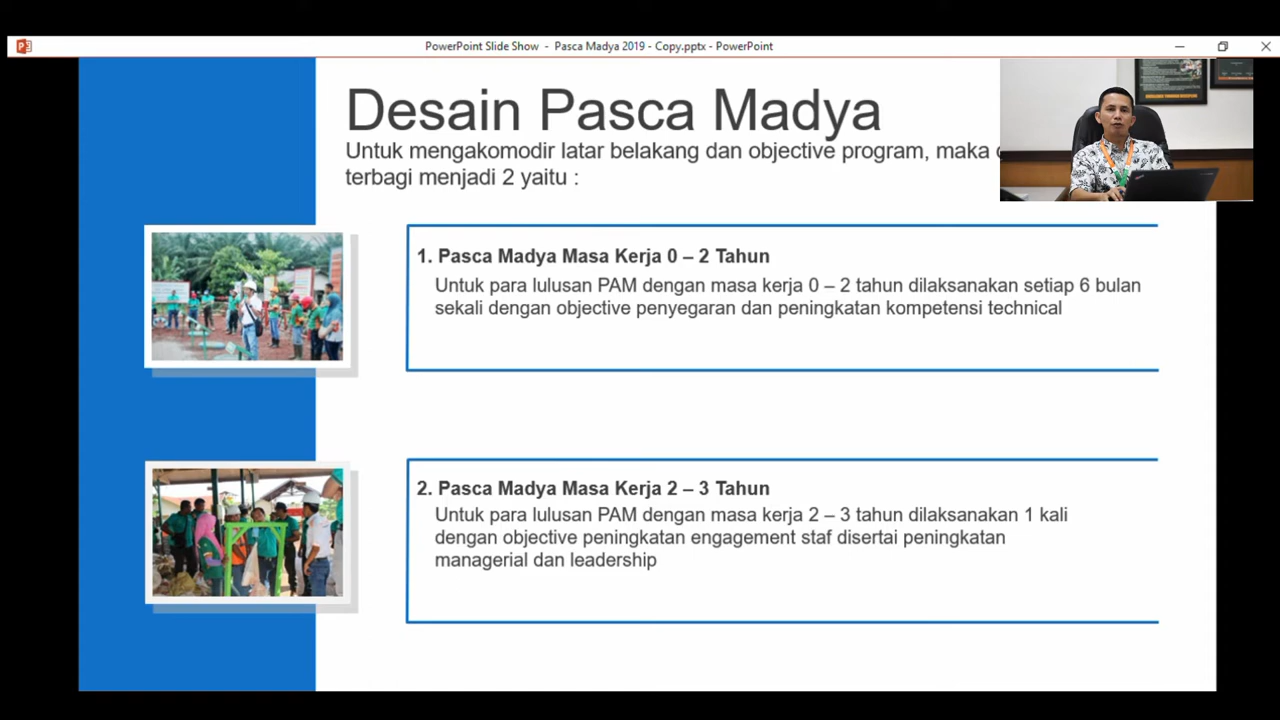 PowerPoint Slide Show - Pasca Madya 2019 - Copy.pptx - PowerPoint
Desain Pasca Madya
Untuk mengakomodir latar belakang dan objective program, maka
terbagi menjadi 2 yaitu :
1. Pasca Madya Masa Kerja 0 – 2 Tahun
Untuk para lulusan PAM dengan masa kerja 0 – 2 tahun dilaksanakan setiap 6 bulan
sekali dengan objective penyegaran dan peningkatan kompetensi technical
2. Pasca Madya Masa Kerja 2 – 3 Tahun
Untuk para lulusan PAM dengan masa kerja 2 – 3 tahun dilaksanakan 1 kali
dengan objective peningkatan engagement staf disertai peningkatan
managerial dan leadership